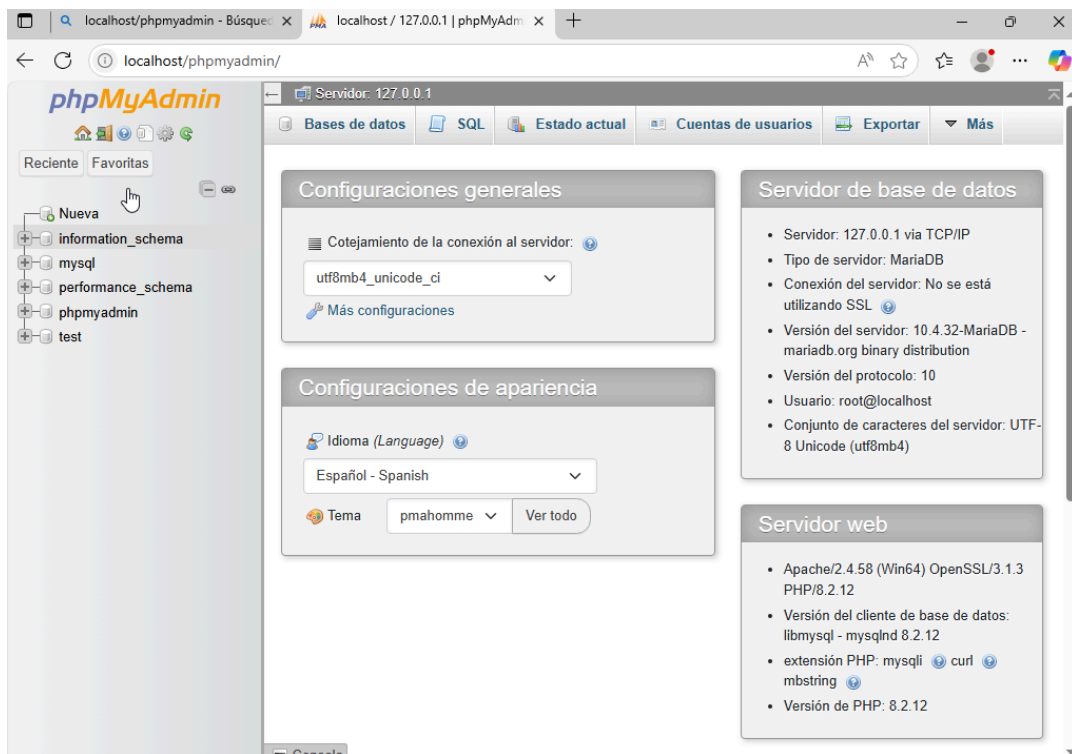 localhost/phpmyadmin - Búsqued
localhost / 127.0.0.1 | phpMyAdm
localhost/phpmyadmin/
phpMyAdmin
Reciente Favoritas
Nueva
information_schema
mysql
performance_schema
phpmyadmin
test
Servidor: 127.0.0.1
Bases de datos SQL Estado actual Cuentas de usuarios Exportar Más
Configuraciones generales
Cotejamiento de la conexión al servidor:
utf8mb4_unicode_ci
Más configuraciones
Configuraciones de apariencia
Idioma (Language)
Español - Spanish
Tema pmahomme Ver todo
Servidor de base de datos
• Servidor: 127.0.0.1 via TCP/IP
• Tipo de servidor: MariaDB
• Conexión del servidor: No se está
utilizando SSL
• Versión del servidor: 10.4.32-MariaDB -
mariadb.org binary distribution
• Versión del protocolo: 10
• Usuario: root@localhost
• Conjunto de caracteres del servidor: UTF-
8 Unicode (utf8mb4)
Servidor web
• Apache/2.4.58 (Win64) OpenSSL/3.1.3
PHP/8.2.12
• Versión del cliente de base de datos:
libmysql - mysqlnd 8.2.12
• extensión PHP: mysqli curl
mbstring
• Versión de PHP: 8.2.12
Consola